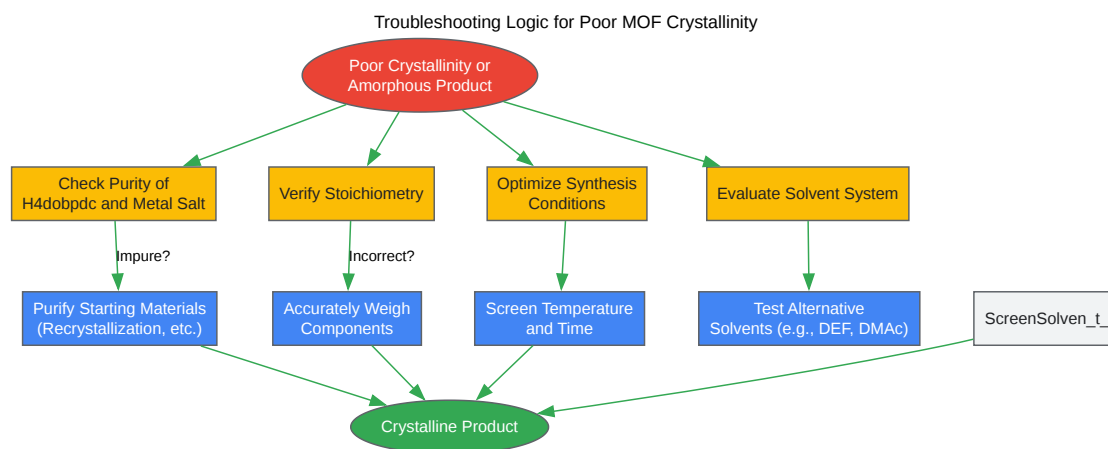 Troubleshooting Logic for Poor MOF Crystallinity
Poor Crystallinity or
Amorphous Product
Check Purity of
H4dobpdc and Metal Salt
Verify Stoichiometry
Optimize Synthesis
Conditions
Evaluate Solvent System
Impure?
Incorrect?
Purify Starting Materials
(Recrystallization, etc.)
Accurately Weigh
Components
Screen Temperature
and Time
Test Alternative
Solvents (e.g., DEF, DMAc)
ScreenSolven_t_
Crystalline Product